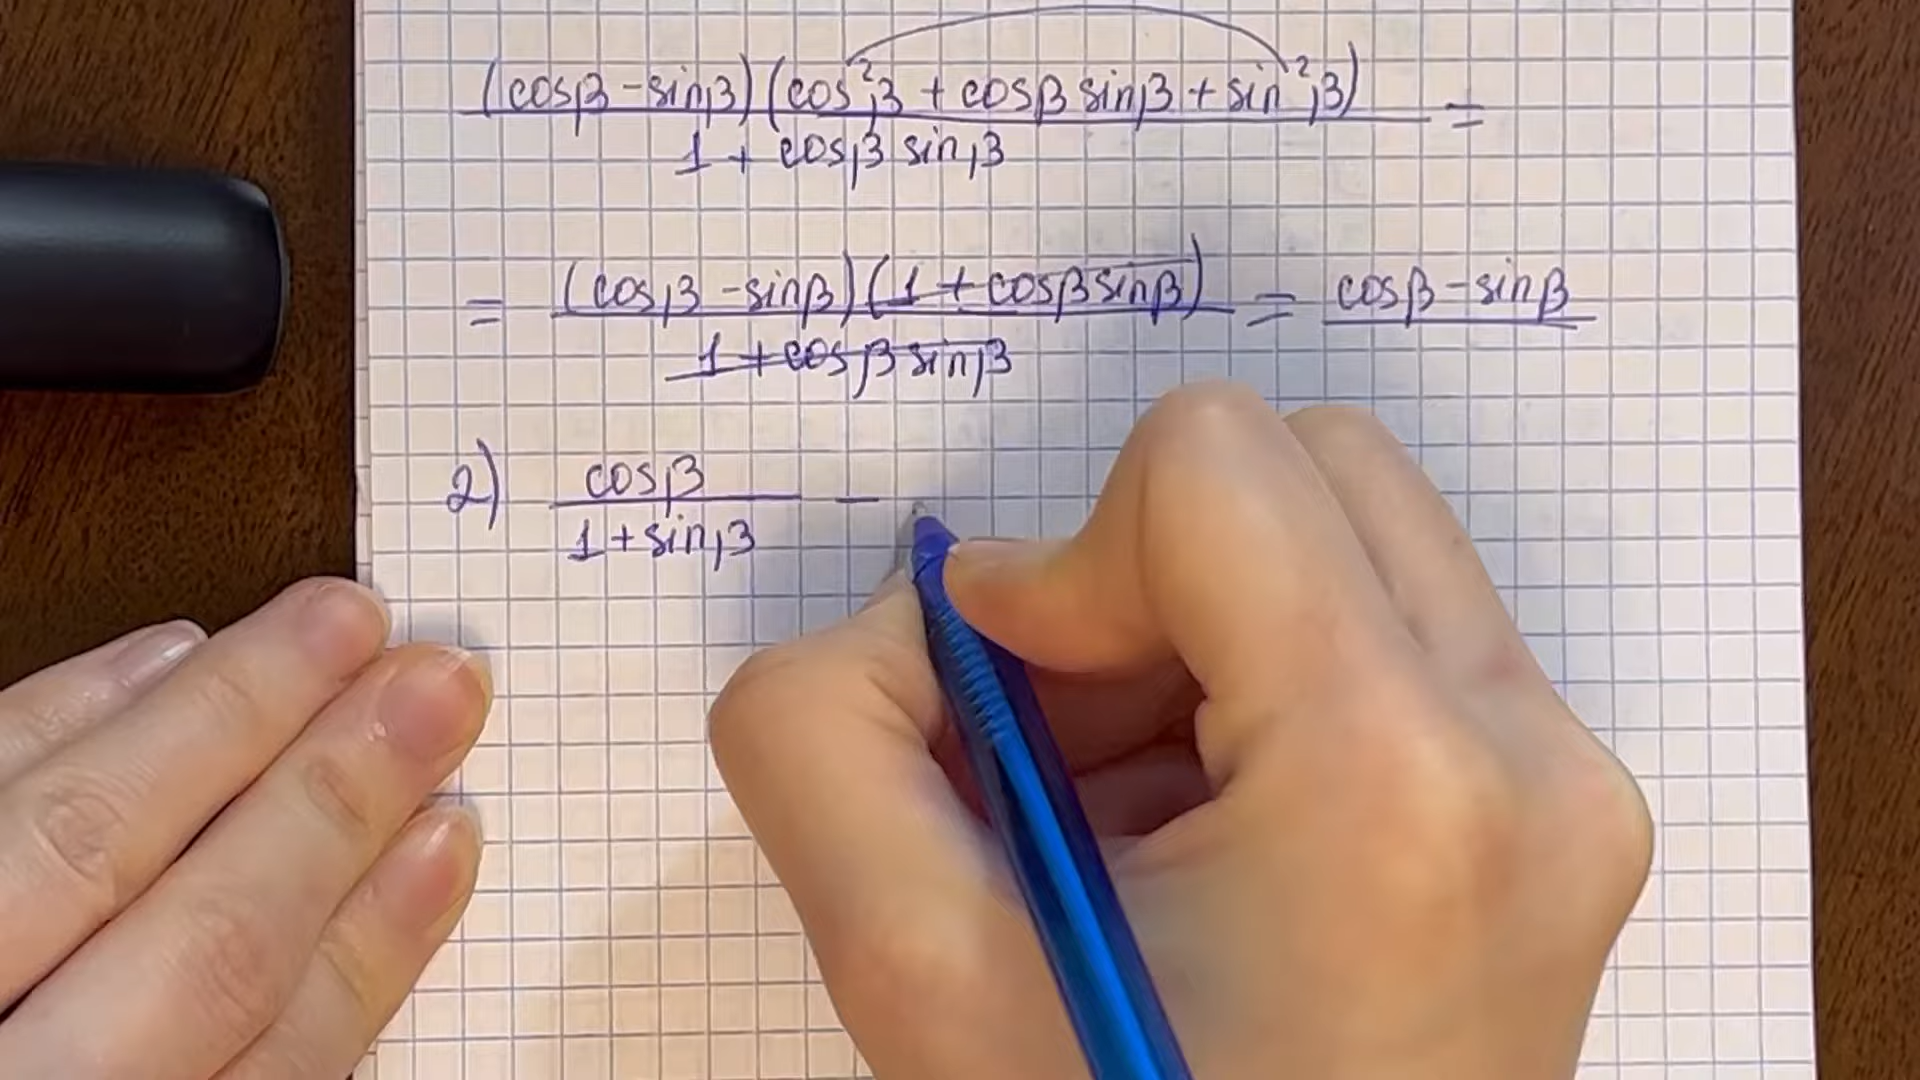 (cosβ - sinβ)(cos²β + cosβ sinβ + sin²β) =
1 + cosβ sinβ
= (cosβ - sinβ)(1 + cosβ sinβ) = cosβ - sinβ
1 + cosβ sinβ
2) cosβ -
1 + sinβ